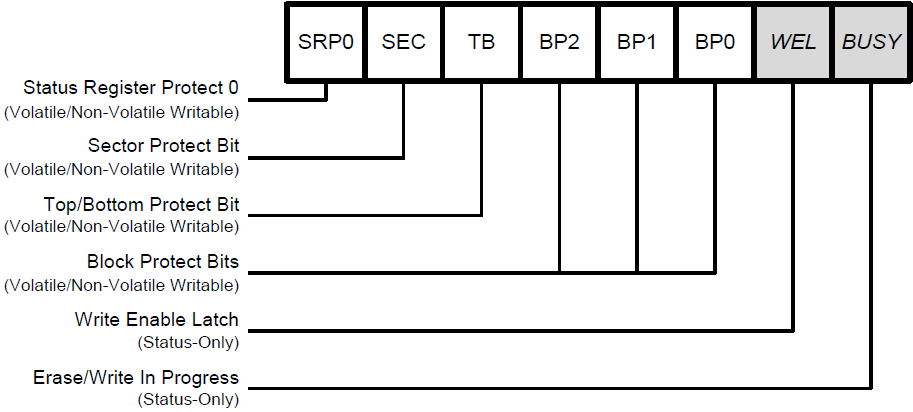 SRP0 SEC TB BP2 BP1 BP0 WEL BUSY
Status Register Protect 0
(Volatile/Non-Volatile Writable)
Sector Protect Bit
(Volatile/Non-Volatile Writable)
Top/Bottom Protect Bit
(Volatile/Non-Volatile Writable)
Block Protect Bits
(Volatile/Non-Volatile Writable)
Write Enable Latch
(Status-Only)
Erase/Write In Progress
(Status-Only)